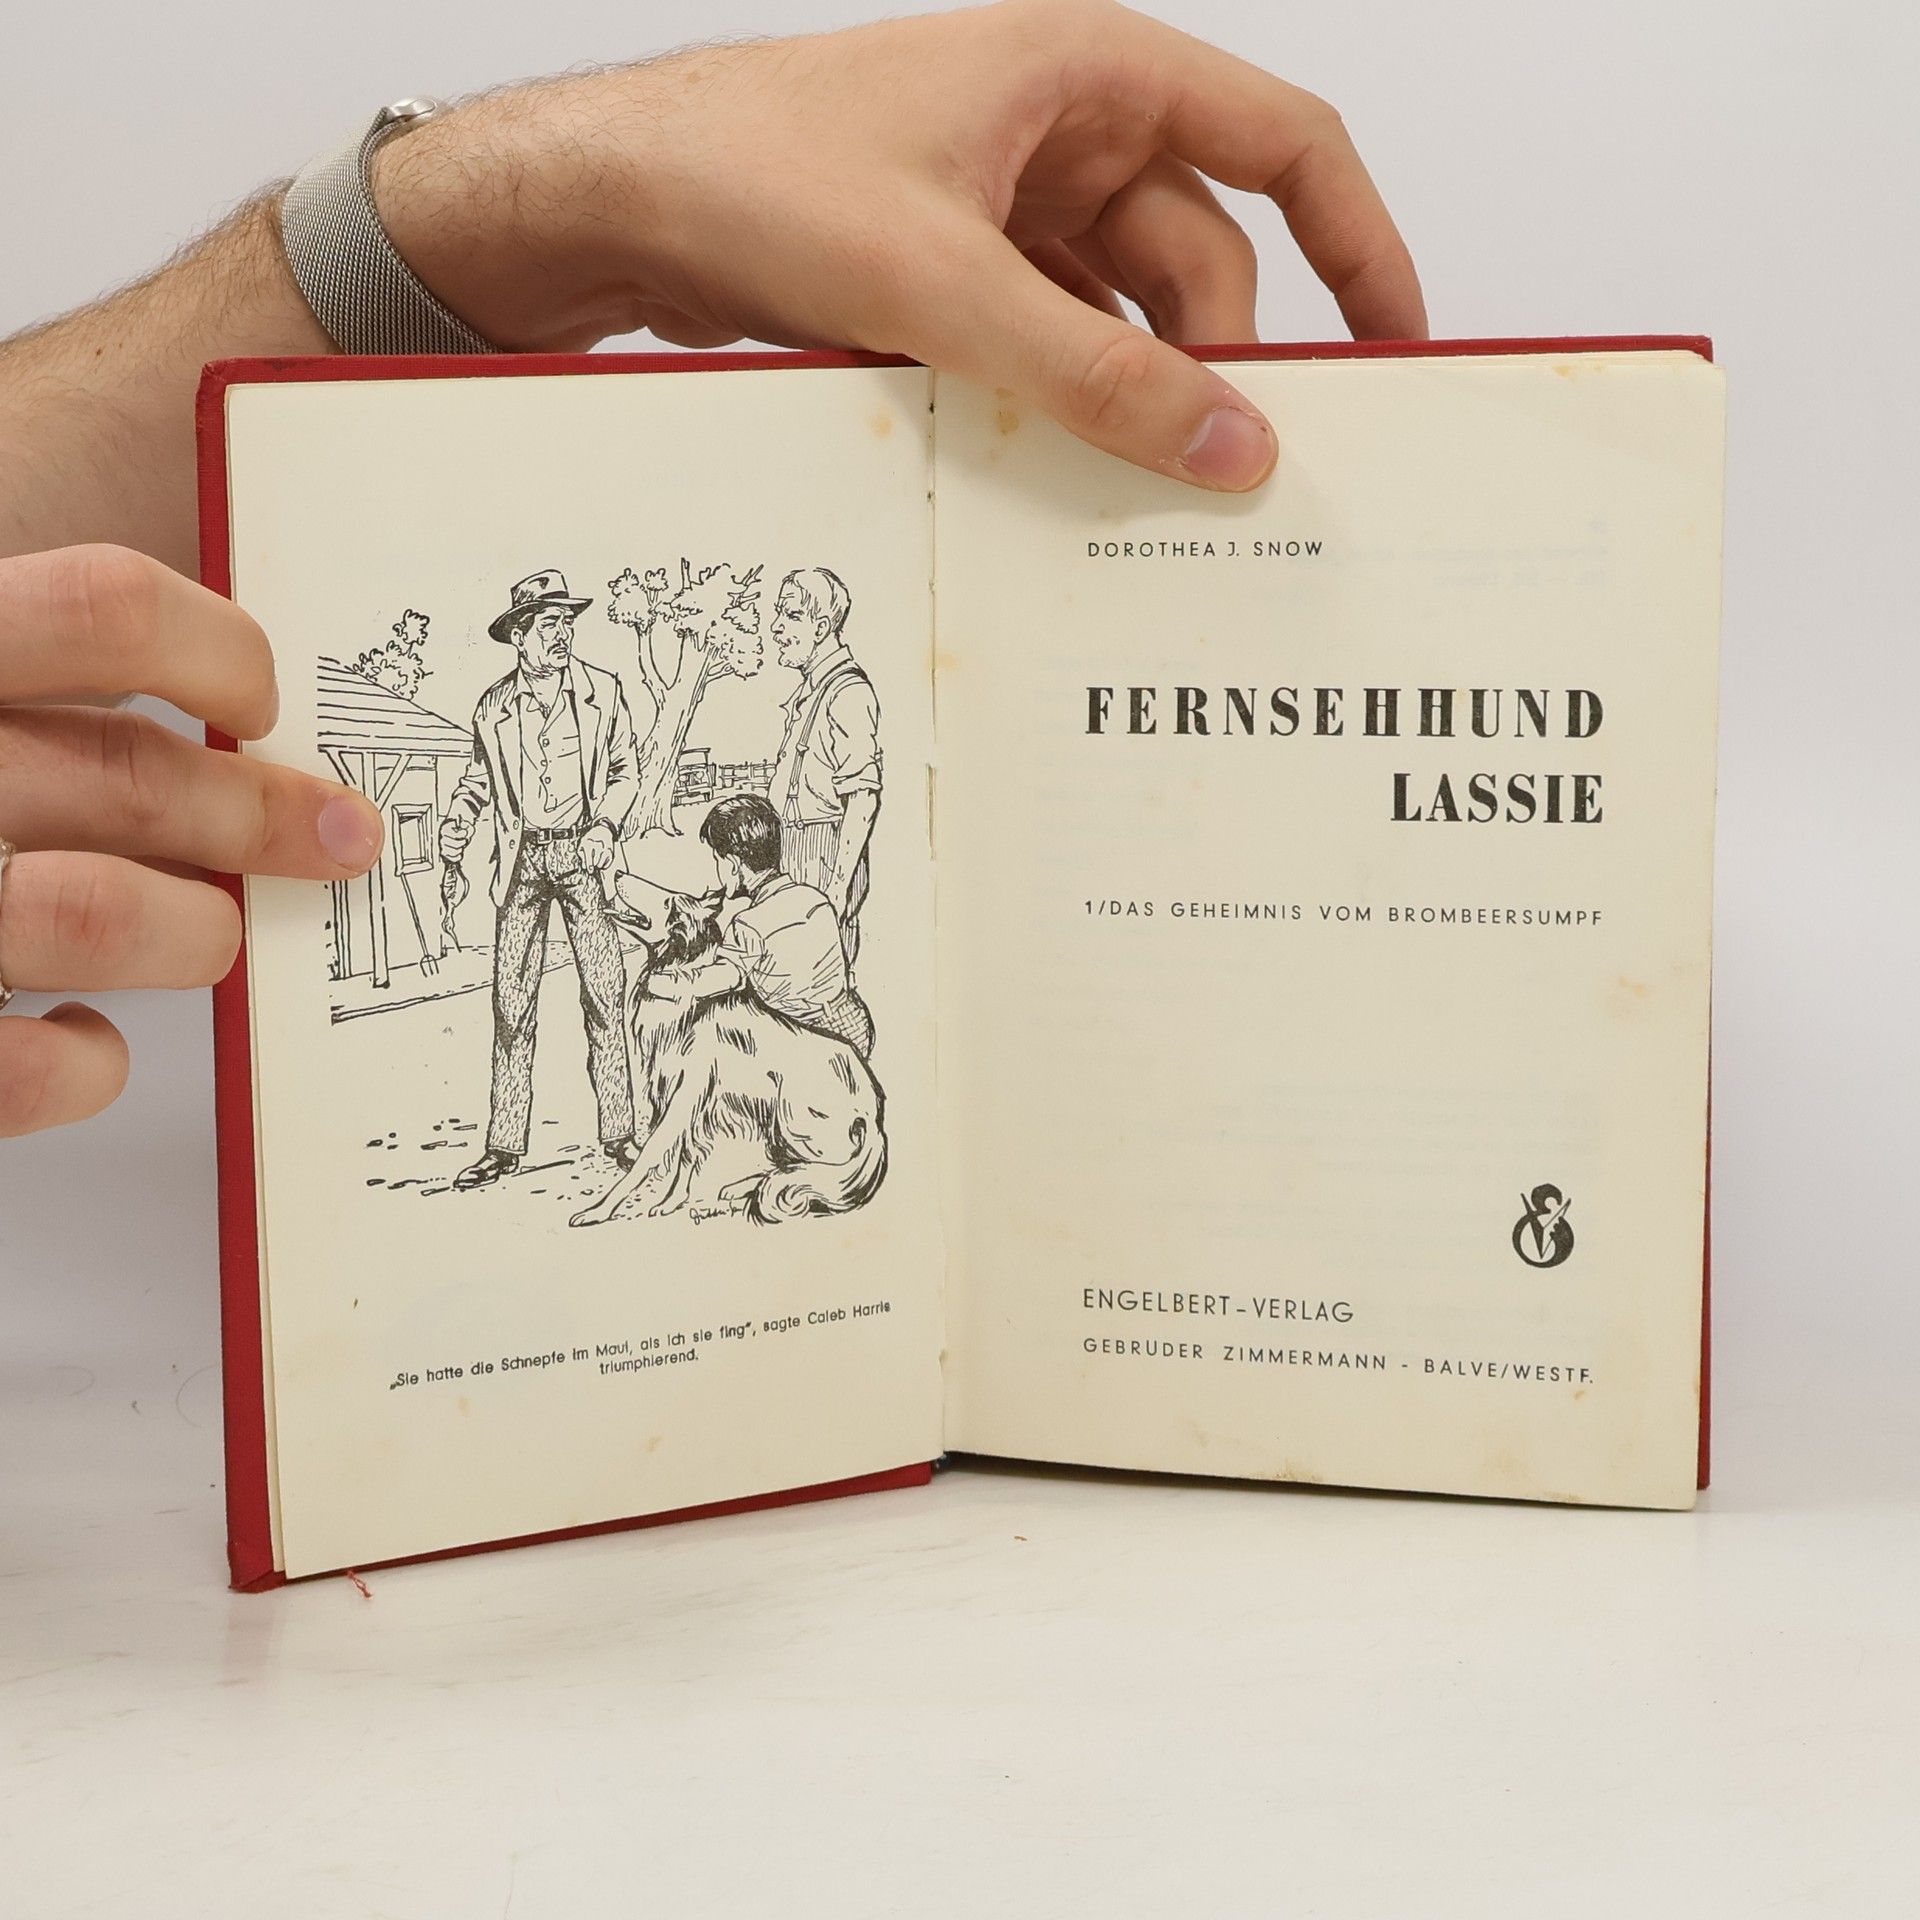 „Sie hatte die Schnepfe im Maul, als ich sie fing“, sagte Caleb Harris
triumphierend.
DOROTHEA J. SNOW
FERNSEHHUND
LASSIE
1/DAS GEHEIMNIS VOM BROMBEERSUMPF
ENGELBERT-VERLAG
GEBRUDER ZIMMERMANN - BALVE/WESTF.